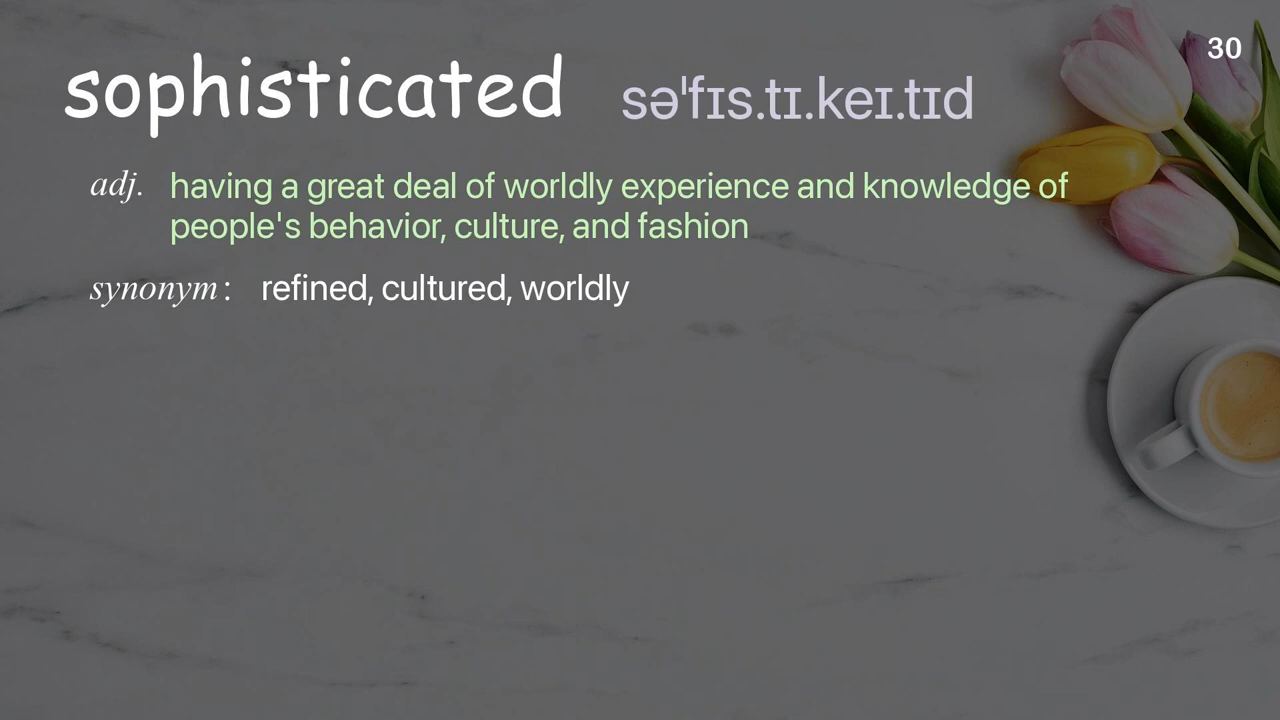 30
sophisticated səˈfɪs.tɪ.keɪ.tɪd
adj. having a great deal of worldly experience and knowledge of
people's behavior, culture, and fashion
synonym: refined, cultured, worldly